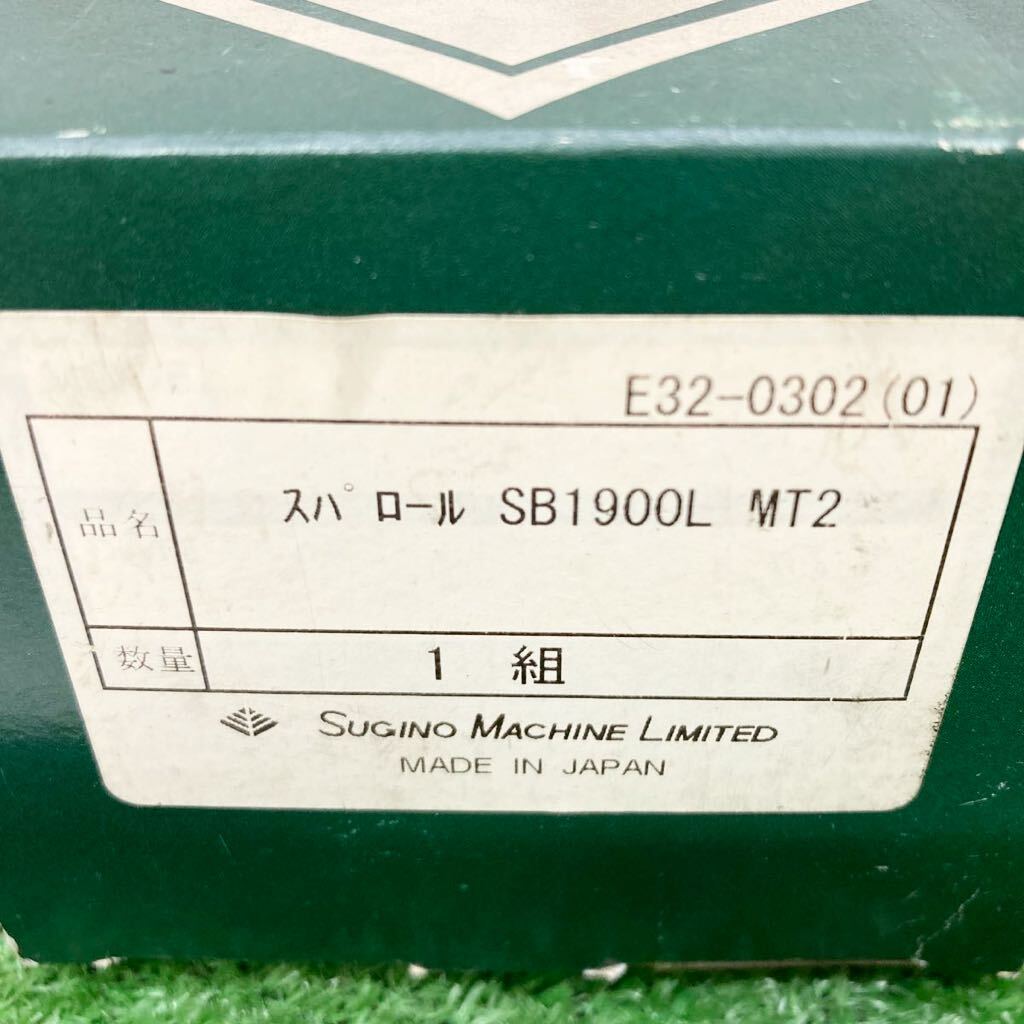 E32-0302(01)
品名 スパロール SB1900L MT2
数量 1 組
SUGINO MACHINE LIMITED
MADE IN JAPAN